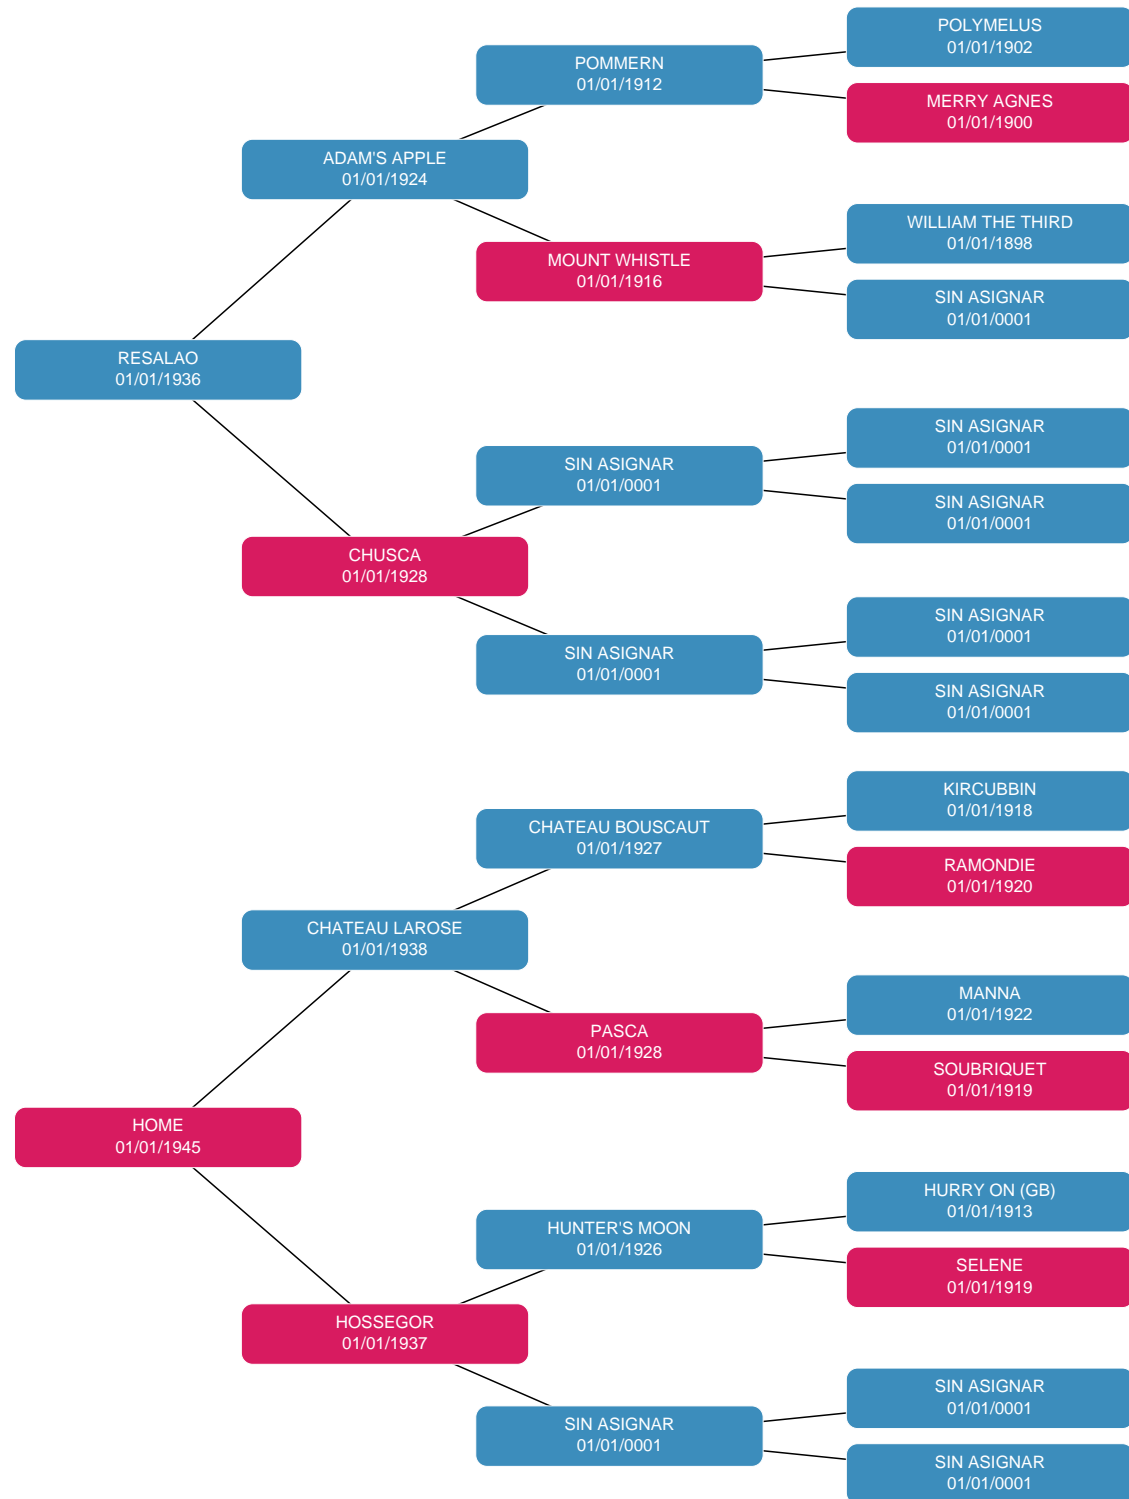 POLYMELUS
01/01/1902
POMMERN
01/01/1912
MERRY AGNES
01/01/1900
ADAM'S APPLE
01/01/1924
WILLIAM THE THIRD
01/01/1898
MOUNT WHISTLE
01/01/1916
SIN ASIGNAR
01/01/0001
RESALAO
01/01/1936
SIN ASIGNAR
01/01/0001
SIN ASIGNAR
01/01/0001
SIN ASIGNAR
01/01/0001
CHUSCA
01/01/1928
SIN ASIGNAR
01/01/0001
SIN ASIGNAR
01/01/0001
SIN ASIGNAR
01/01/0001
KIRCUBBIN
01/01/1918
CHATEAU BOUSCAUT
01/01/1927
RAMONDIE
01/01/1920
CHATEAU LAROSE
01/01/1938
MANNA
01/01/1922
PASCA
01/01/1928
SOUBRIQUET
01/01/1919
HOME
01/01/1945
HURRY ON (GB)
01/01/1913
HUNTER'S MOON
01/01/1926
SELENE
01/01/1919
HOSSEGOR
01/01/1937
SIN ASIGNAR
01/01/0001
SIN ASIGNAR
01/01/0001
SIN ASIGNAR
01/01/0001